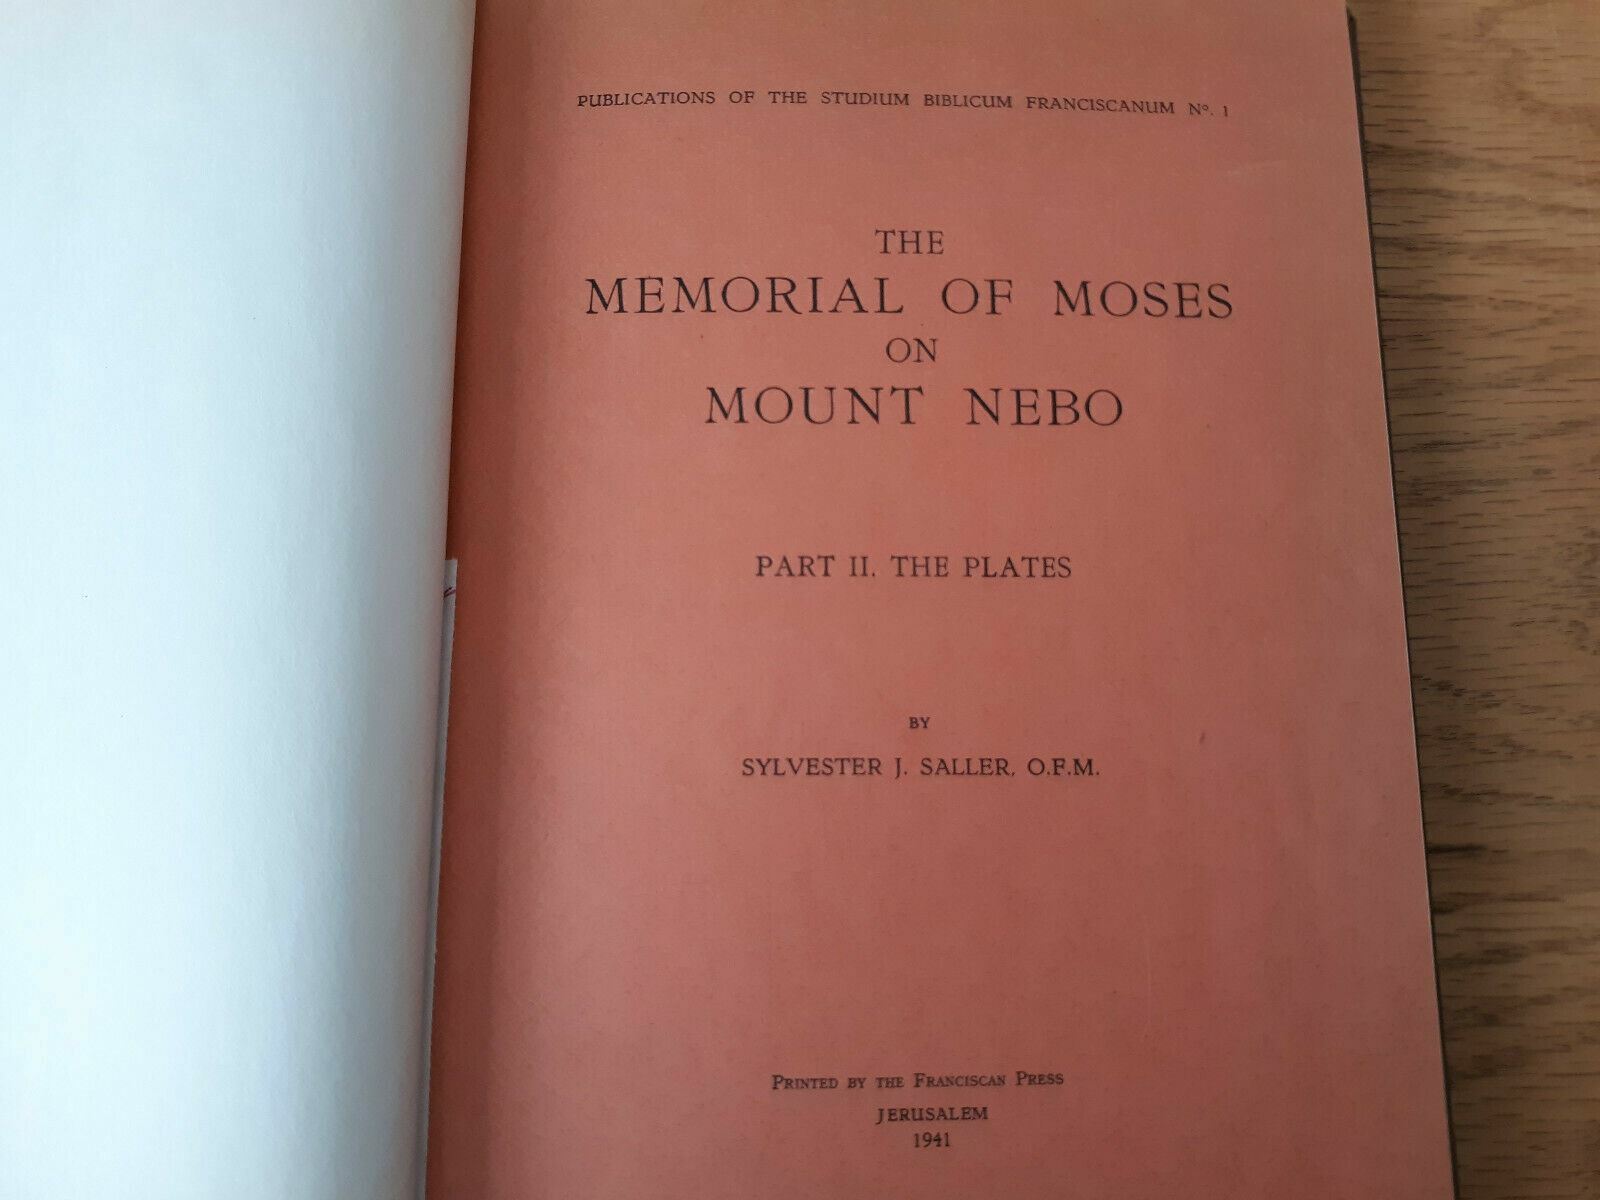 PUBLICATIONS OF THE STUDIUM BIBLICUM FRANCISCANUM Nº. 1
THE
MEMORIAL OF MOSES
ON
MOUNT NEBO
PART II. THE PLATES
BY
SYLVESTER J. SALLER, O.F.M.
PRINTED BY THE FRANCISCAN PRESS
JERUSALEM
1941